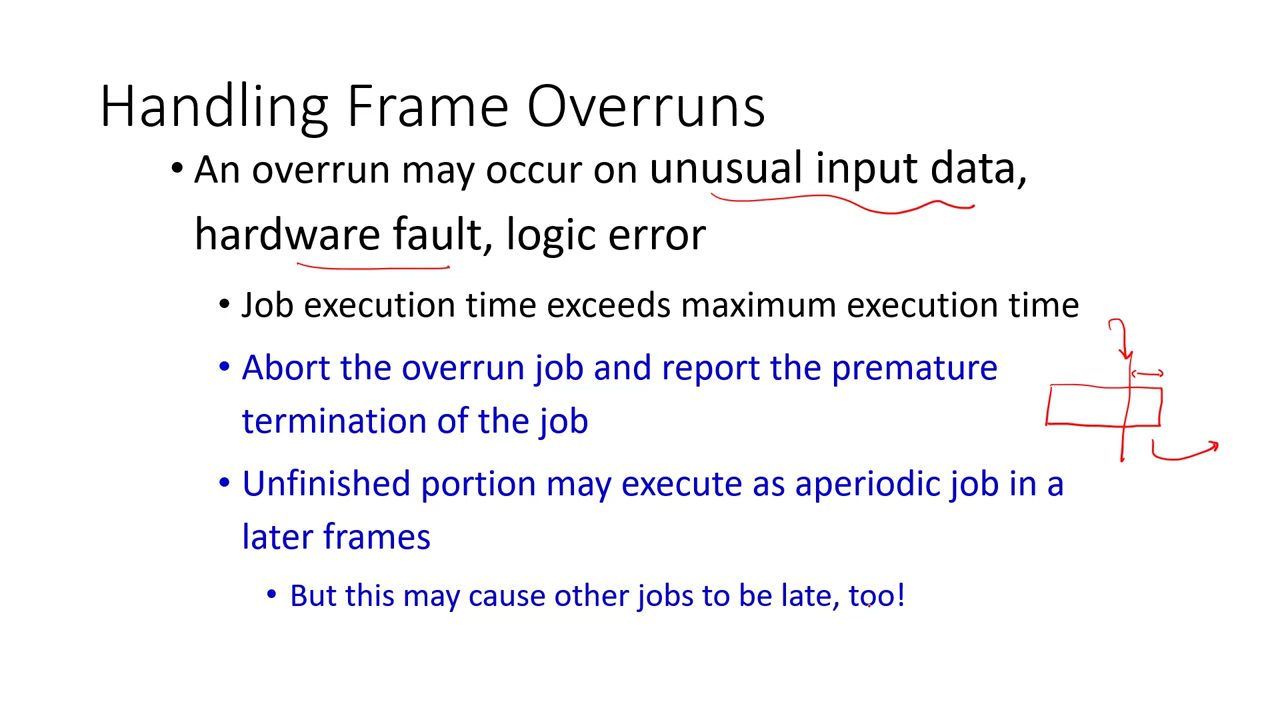 Handling Frame Overruns
• An overrun may occur on unusual input data,
hardware fault, logic error
• Job execution time exceeds maximum execution time
• Abort the overrun job and report the premature
termination of the job
• Unfinished portion may execute as aperiodic job in a
later frames
• But this may cause other jobs to be late, too!